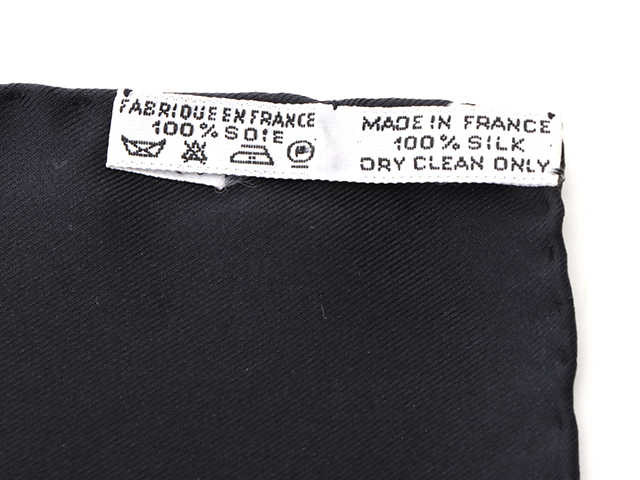 FABRIQUE EN FRANCE
100% SOIE
MADE IN FRANCE
100% SILK
DRY CLEAN ONLY